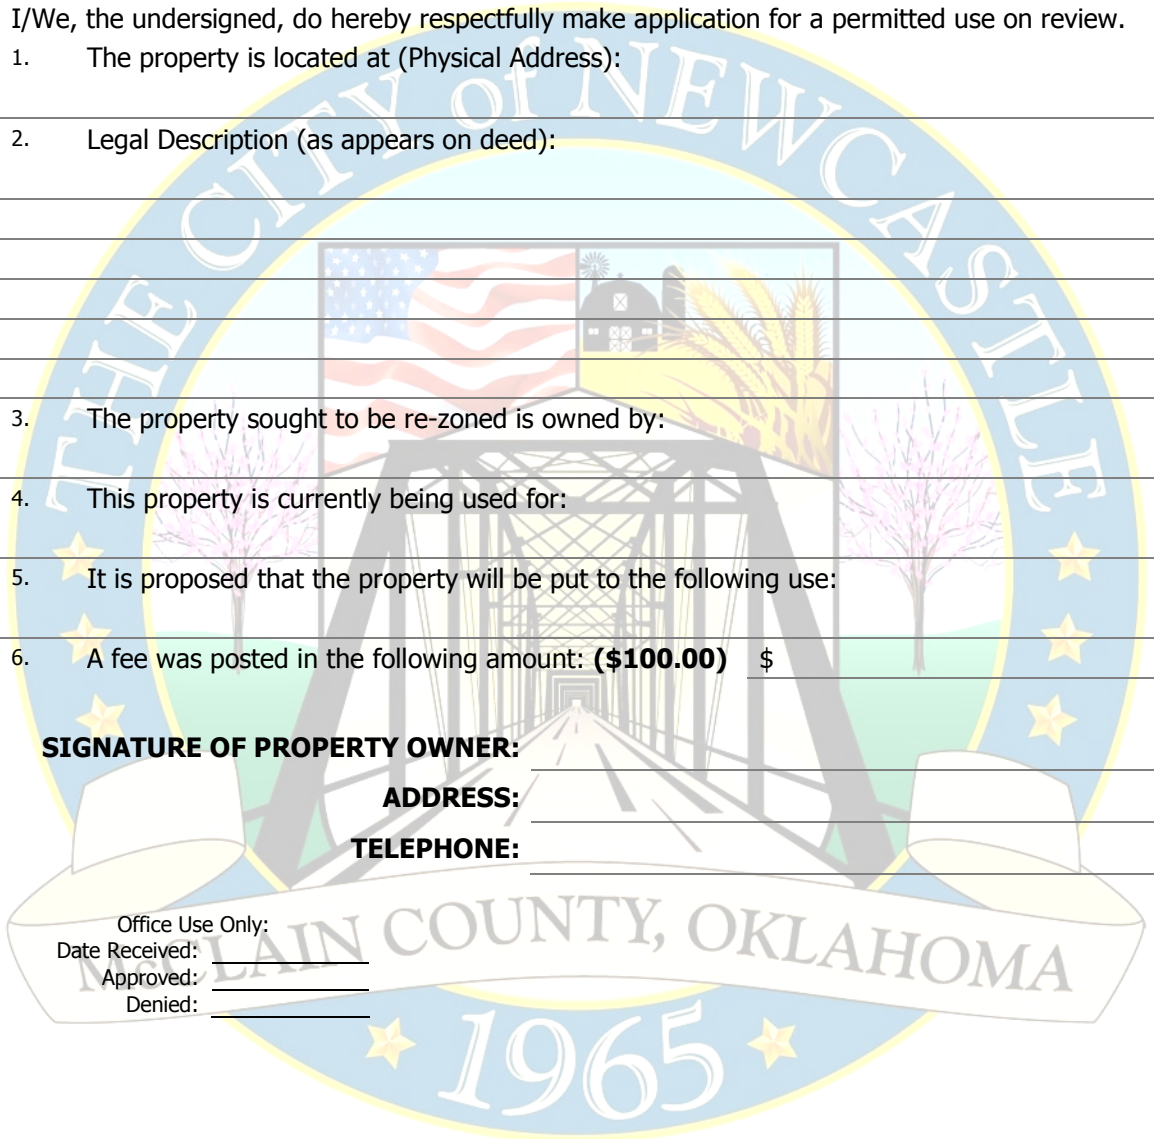 I/We, the undersigned, do hereby respectfully make application for a permitted use on review.
1. The property is located at (Physical Address):
2. Legal Description (as appears on deed):
3. The property sought to be re-zoned is owned by:
4. This property is currently being used for:
5. It is proposed that the property will be put to the following use:
6. A fee was posted in the following amount: ($100.00) $
SIGNATURE OF PROPERTY OWNER:
ADDRESS:
TELEPHONE:
Office Use Only:
Date Received:
Approved:
Denied:
THE CITY of NEWCASTLE
McCLAIN COUNTY, OKLAHOMA
1965